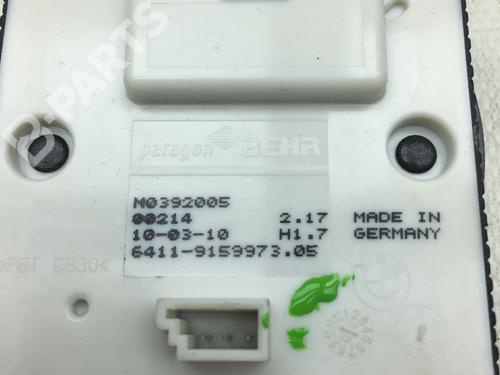 B-PARTS
paragon BEHR
M0392005
00214 2.17 MADE IN
10-03-10 H1.7 GERMANY
6411-9159973.05
>PBT GB30<